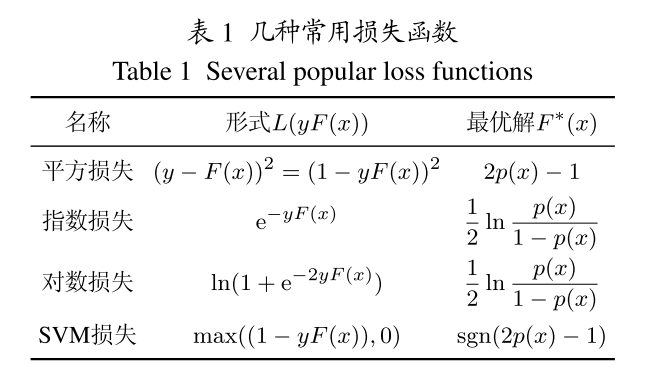 表 1 几种常用损失函数
Table 1 Several popular loss functions
名称 形式L(yF(x)) 最优解F*(x)
平方损失 (y − F(x))² = (1 − yF(x))² 2p(x) − 1
指数损失 e^{−yF(x)} \frac{1}{2} ln \frac{p(x)}{1 − p(x)}
对数损失 ln(1 + e^{−2yF(x)}) \frac{1}{2} ln \frac{p(x)}{1 − p(x)}
SVM损失 max((1 − yF(x)), 0) sgn(2p(x) − 1)